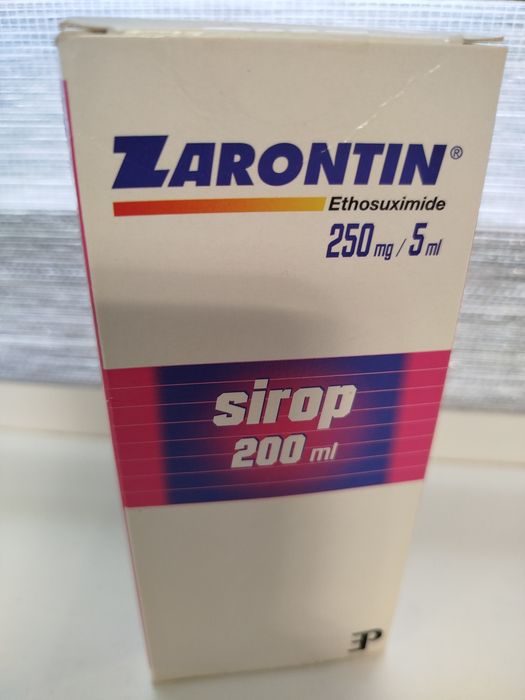 ZARONTIN®
Ethosuximide
250 mg / 5 ml
sirop
200 ml